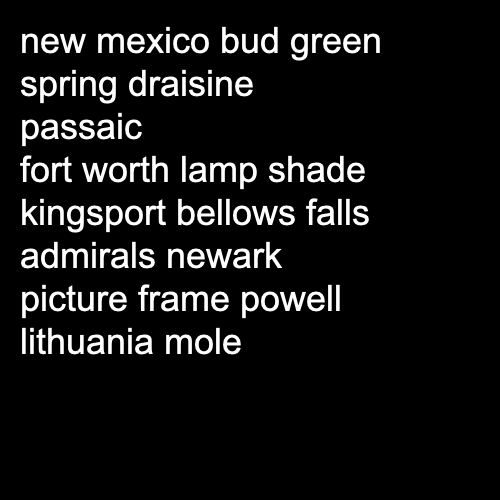 new mexico bud green
spring draisine
passaic
fort worth lamp shade
kingsport bellows falls
admirals newark
picture frame powell
lithuania mole